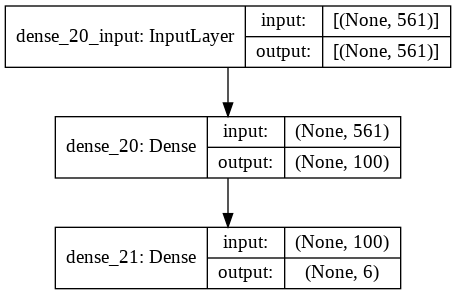 dense_20_input: InputLayer
input: [(None, 561)]
output: [(None, 561)]
dense_20: Dense
input: (None, 561)
output: (None, 100)
dense_21: Dense
input: (None, 100)
output: (None, 6)